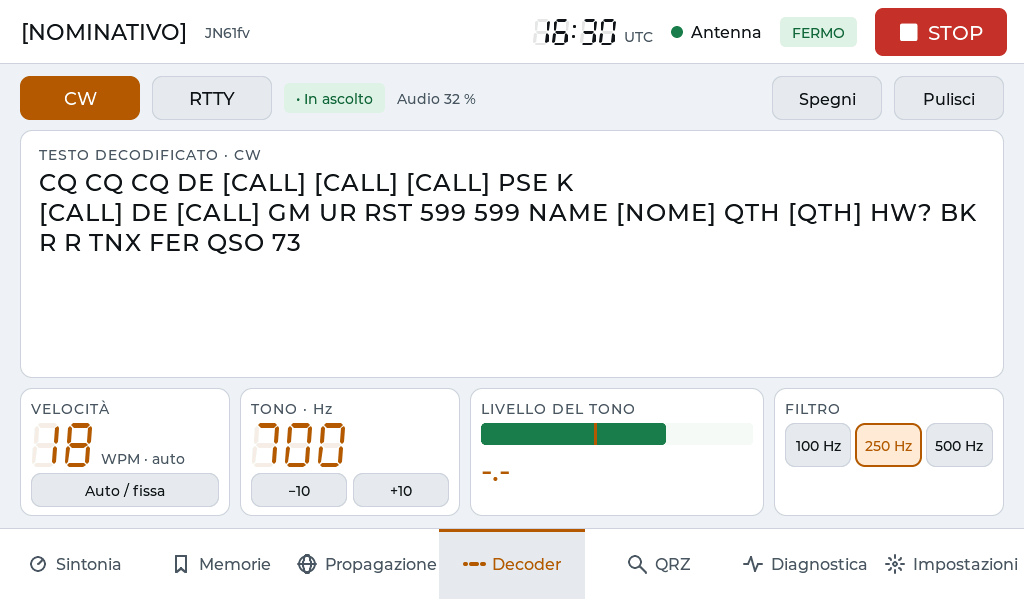 [NOMINATIVO] JN61fv 16:30 UTC Antenna FERMO STOP
CW RTTY · In ascolto Audio 32 % Spegni Pulisci
TESTO DECODIFICATO · CW
CQ CQ CQ DE [CALL] [CALL] [CALL] PSE K
[CALL] DE [CALL] GM UR RST 599 599 NAME [NOME] QTH [QTH] HW? BK
R R TNX FER QSO 73
VELOCITÀ
18 WPM · auto
Auto / fissa
TONO · Hz
700
−10 +10
LIVELLO DEL TONO
-.-
FILTRO
100 Hz 250 Hz 500 Hz
Sintonia Memorie Propagazione Decoder QRZ Diagnostica Impostazioni